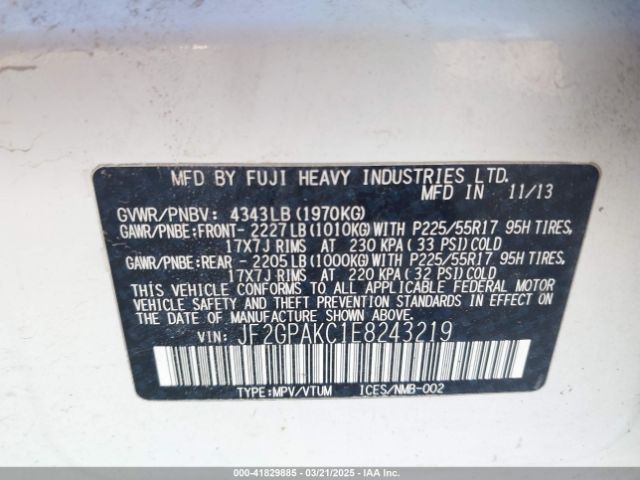 MFD BY FUJI HEAVY INDUSTRIES LTD.
MFD IN 11/13
GVWR/PNBV: 4343LB(1970KG)
GAWR/PNBE:FRONT- 2227LB(1010KG)WITH P225/55R17 95H TIRES,
17X7J RIMS AT 230 KPA(33 PSI)COLD
GAWR/PNBE:REAR - 2205LB(1000KG)WITH P225/55R17 95H TIRES,
17X7J RIMS AT 220 KPA(32 PSI)COLD
THIS VEHICLE CONFORMS TO ALL APPLICABLE FEDERAL MOTOR
VEHICLE SAFETY AND THEFT PREVENTION STANDARDS IN EFFECT
ON THE DATE OF MANUFACTURE SHOWN ABOVE.
VIN: JF2GPAKC1E8243219
TYPE:MPV/VTUM ICES/NMB-002
000-41829885 - 03/21/2025 - IAA Inc.